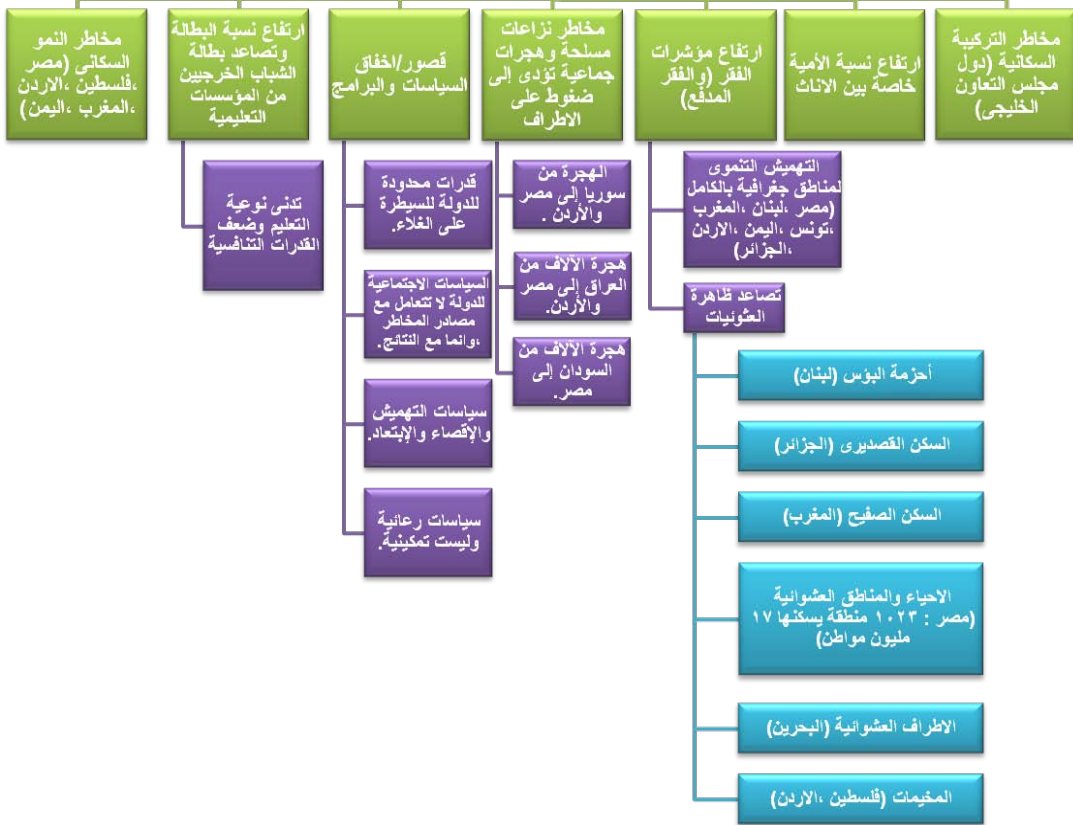 مخاطر التركيبة
السكانية (دول
مجلس التعاون
الخليجى)
ارتفاع نسبة الأمية
خاصة بين الاناث
ارتفاع مؤشرات
الفقر (والفقر
المدقع)
التهميش التنموى
لمناطق جغرافية بالكامل
(مصر ،لبنان ،المغرب
،تونس ،اليمن ،الاردن
،الجزائر)
تصاعد ظاهرة
العئوئيات
أحزمة البؤس (لبنان)
السكن القصديرى (الجزائر)
السكن الصفيح (المغرب)
الاحياء والمناطق العشوائية
(مصر : ١٠٢٣ منطقة يسكنها ١٧
مليون مواطن)
الاطراف العشوائية (البحرين)
المخيمات (فلسطين ،الاردن)
مخاطر نزاعات
مسلحة وهجرات
جماعية تؤدى إلى
ضغوط على
الاطراف
الهجرة من
سوريا إلى مصر
والأردن .
هجرة الآلاف من
العراق إلى مصر
والأردن.
هجرة الآلاف من
السودان إلى
مصر.
قصور/اخفاق
السياسات والبرامج
قدرات محدودة
للدولة للسيطرة
على الغلاء.
السياسات الاجتماعية
للدولة لا تتعامل مع
مصادر المخاطر
،وانما مع النتائج.
سياسات التهميش
والإقصاء والإبتعاد.
سياسات رعائية
وليست تمكينية.
ارتفاع نسبة البطالة
وتصاعد بطالة
الشباب الخرجيين
من المؤسسات
التعليمية
تدنى نوعية
التعليم وضعف
القدرات التنافسية
مخاطر النمو
السكانى (مصر
،فلسطين ،الاردن
،المغرب ،اليمن)